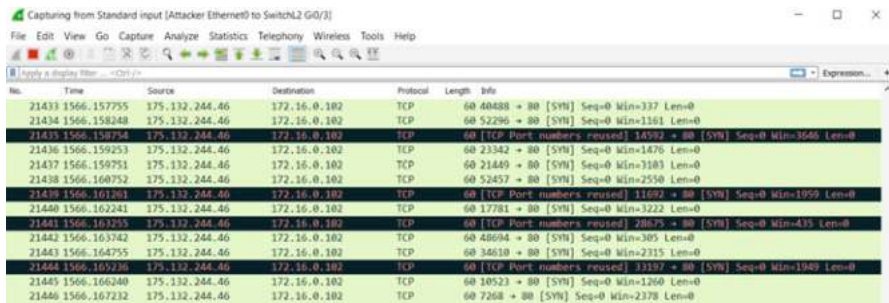 Capturing from Standard input [Attacker Ethernet0 to SwitchL2 Gi0/3]
File Edit View Go Capture Analyze Statistics Telephony Wireless Tools Help
Apply a display filter ... <Ctrl-/> Expression... +
No. Time Source Destination Protocol Length Info
21433 1566.157755 175.132.244.46 172.16.0.102 TCP 60 40488 → 80 [SYN] Seq=0 Win=337 Len=0
21434 1566.158248 175.132.244.46 172.16.0.102 TCP 60 52296 → 80 [SYN] Seq=0 Win=1161 Len=0
21435 1566.158754 175.132.244.46 172.16.0.102 TCP 60 [TCP Port numbers reused] 14592 → 80 [SYN] Seq=0 Win=3646 Len=0
21436 1566.159253 175.132.244.46 172.16.0.102 TCP 60 23342 → 80 [SYN] Seq=0 Win=1476 Len=0
21437 1566.159751 175.132.244.46 172.16.0.102 TCP 60 21449 → 80 [SYN] Seq=0 Win=3103 Len=0
21438 1566.160752 175.132.244.46 172.16.0.102 TCP 60 52457 → 80 [SYN] Seq=0 Win=2550 Len=0
21439 1566.161261 175.132.244.46 172.16.0.102 TCP 60 [TCP Port numbers reused] 11692 → 80 [SYN] Seq=0 Win=1959 Len=0
21440 1566.162241 175.132.244.46 172.16.0.102 TCP 60 17781 → 80 [SYN] Seq=0 Win=3222 Len=0
21441 1566.163255 175.132.244.46 172.16.0.102 TCP 60 [TCP Port numbers reused] 28675 → 80 [SYN] Seq=0 Win=435 Len=0
21442 1566.163742 175.132.244.46 172.16.0.102 TCP 60 48694 → 80 [SYN] Seq=0 Win=305 Len=0
21443 1566.164755 175.132.244.46 172.16.0.102 TCP 60 34610 → 80 [SYN] Seq=0 Win=2315 Len=0
21444 1566.165236 175.132.244.46 172.16.0.102 TCP 60 [TCP Port numbers reused] 33197 → 80 [SYN] Seq=0 Win=1949 Len=0
21445 1566.166240 175.132.244.46 172.16.0.102 TCP 60 10523 → 80 [SYN] Seq=0 Win=1260 Len=0
21446 1566.167232 175.132.244.46 172.16.0.102 TCP 60 7268 → 80 [SYN] Seq=0 Win=2378 Len=0